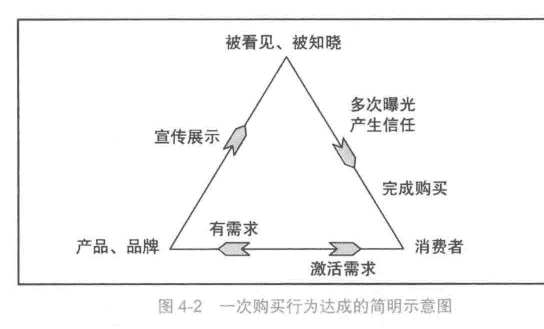 被看见、被知晓
多次曝光
产生信任
宣传展示
完成购买
有需求
产品、品牌
消费者
激活需求
图 4-2 一次购买行为达成的简明示意图